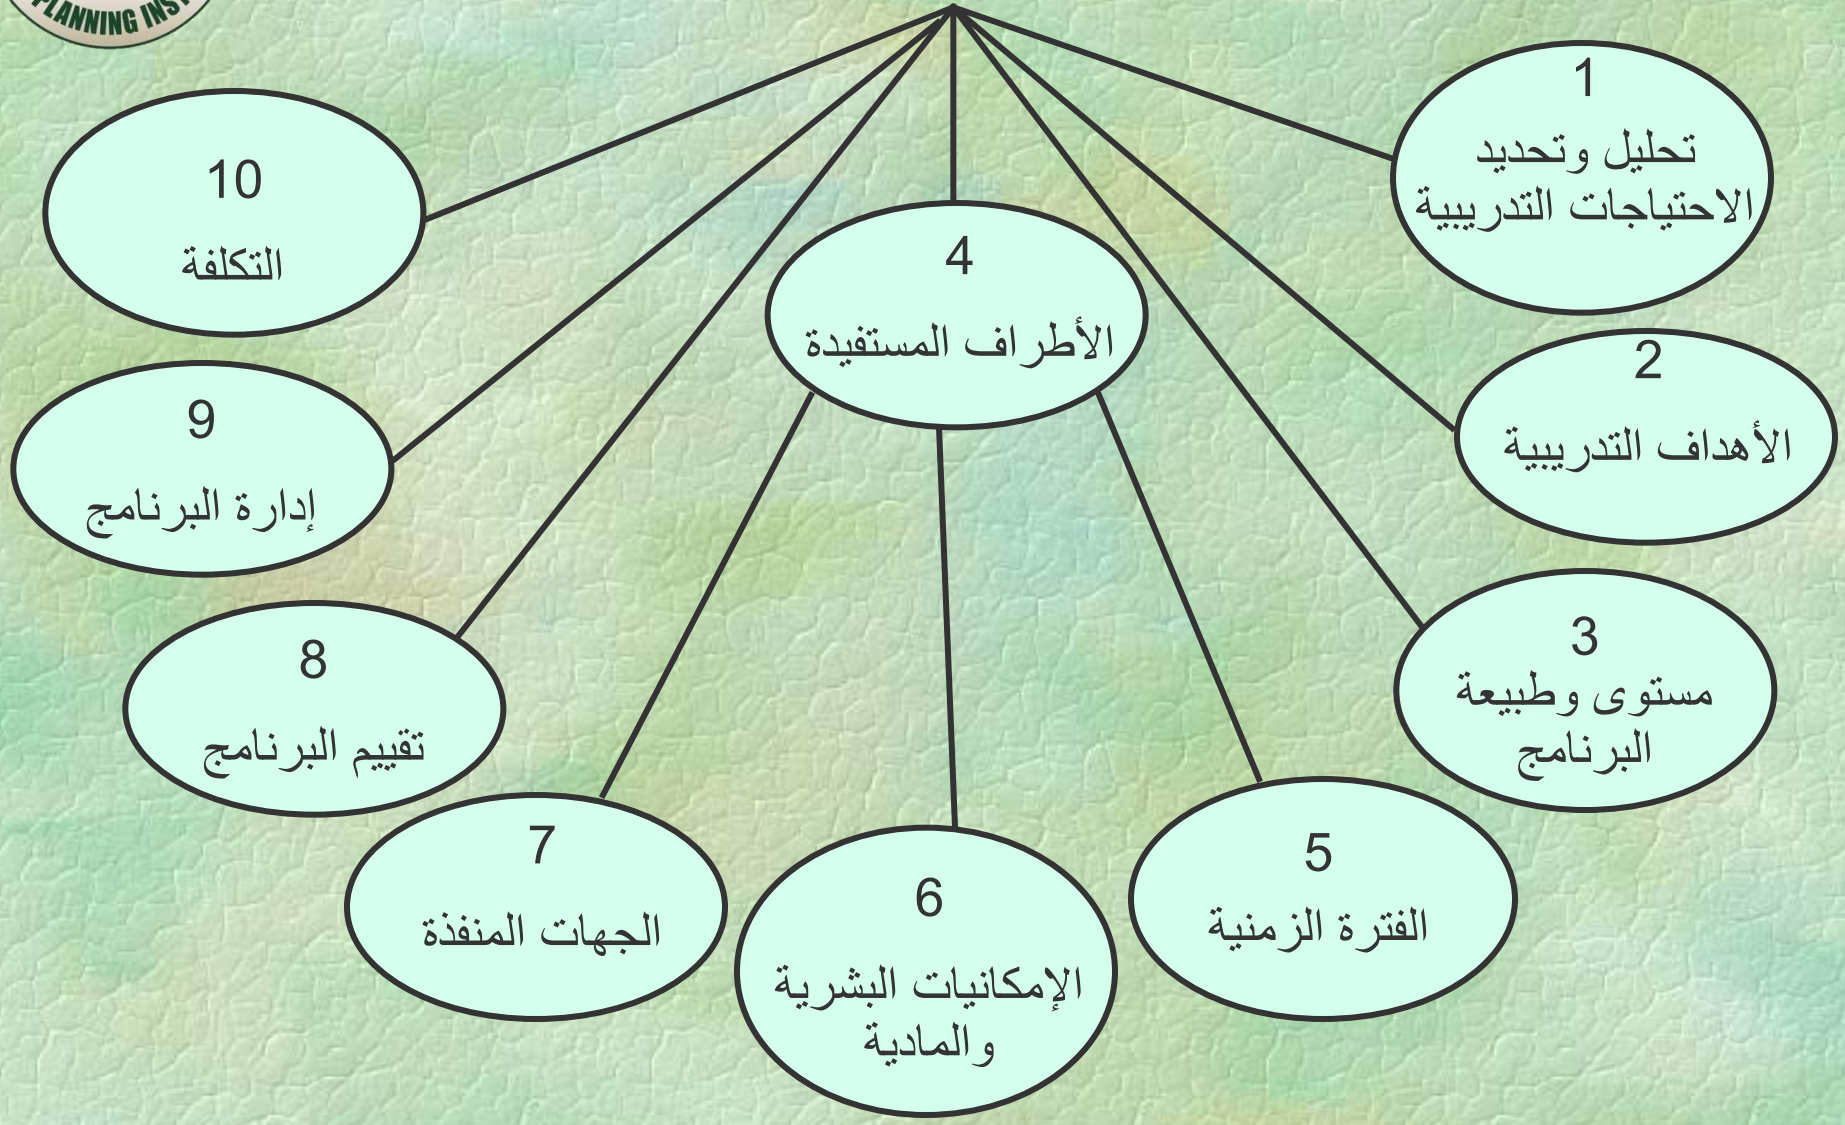 PLANNING
1
تحليل وتحديد
الاحتياجات التدريبية
2
الأهداف التدريبية
3
مستوى وطبيعة
البرنامج
4
الأطراف المستفيدة
5
الفترة الزمنية
6
الإمكانيات البشرية
والمادية
7
الجهات المنفذة
8
تقييم البرنامج
9
إدارة البرنامج
10
التكلفة